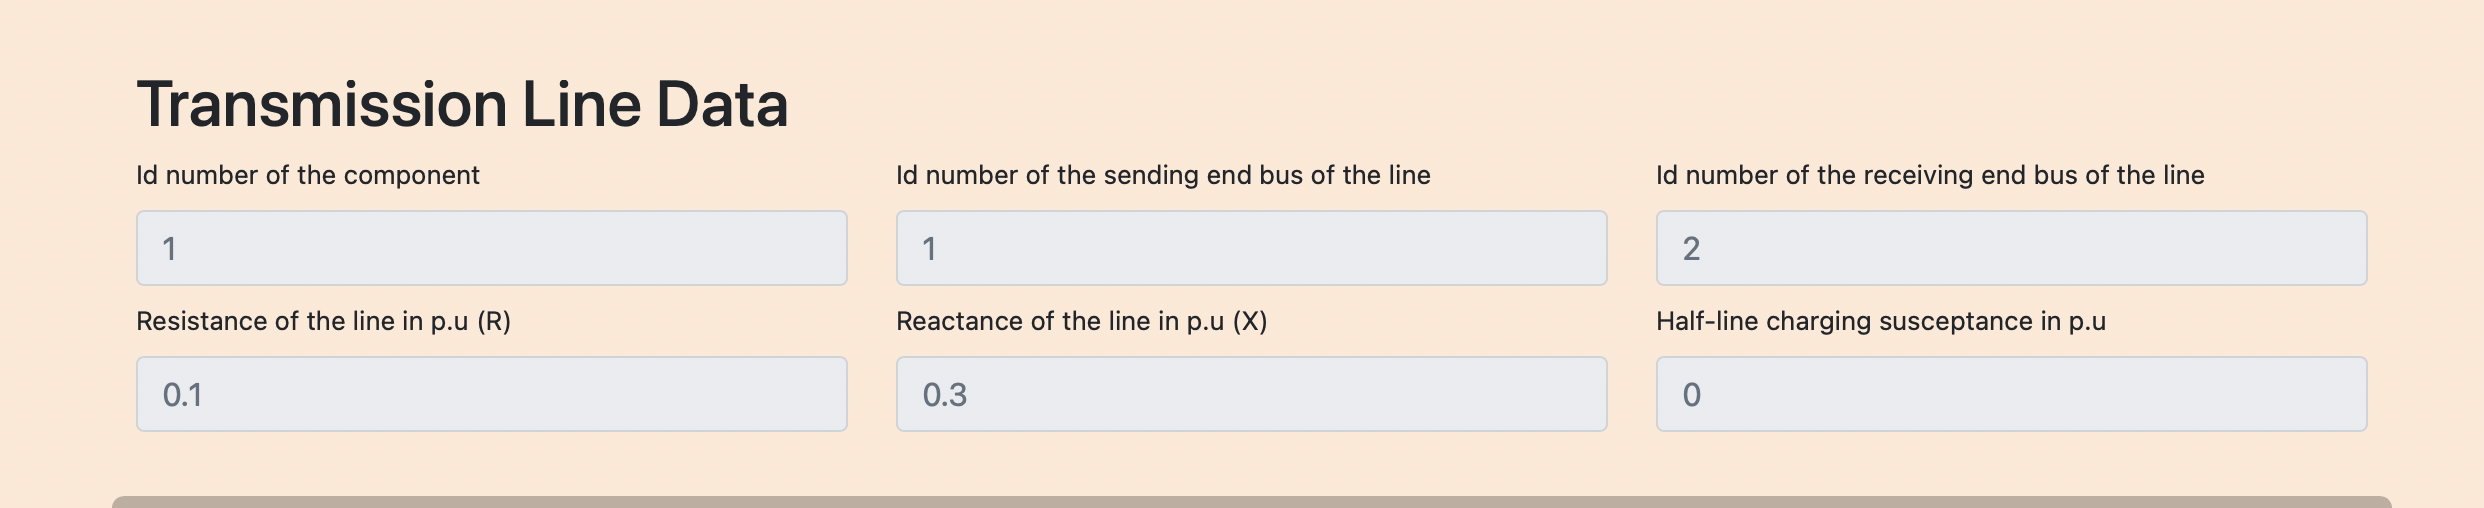 Transmission Line Data
Id number of the component
Id number of the sending end bus of the line
Id number of the receiving end bus of the line
1
1
2
Resistance of the line in p.u (R)
Reactance of the line in p.u (X)
Half-line charging susceptance in p.u
0.1
0.3
0